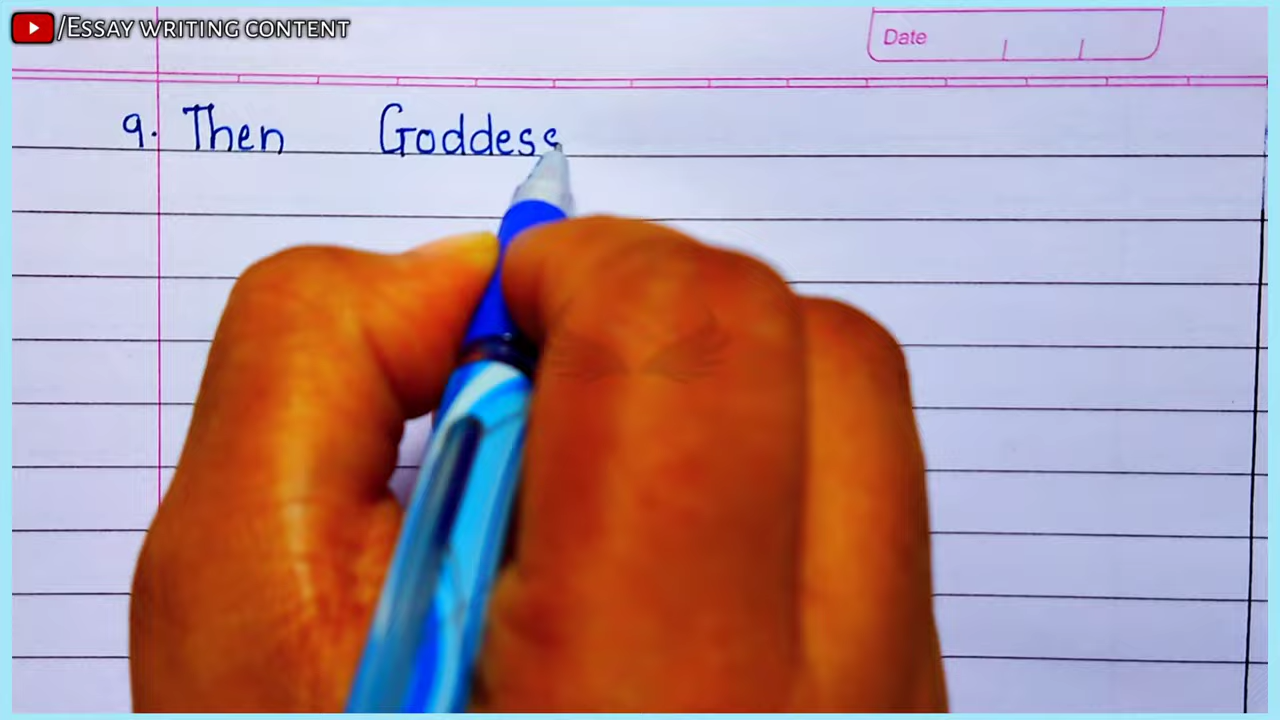 /Essay writing content
Date
9. Then Goddess